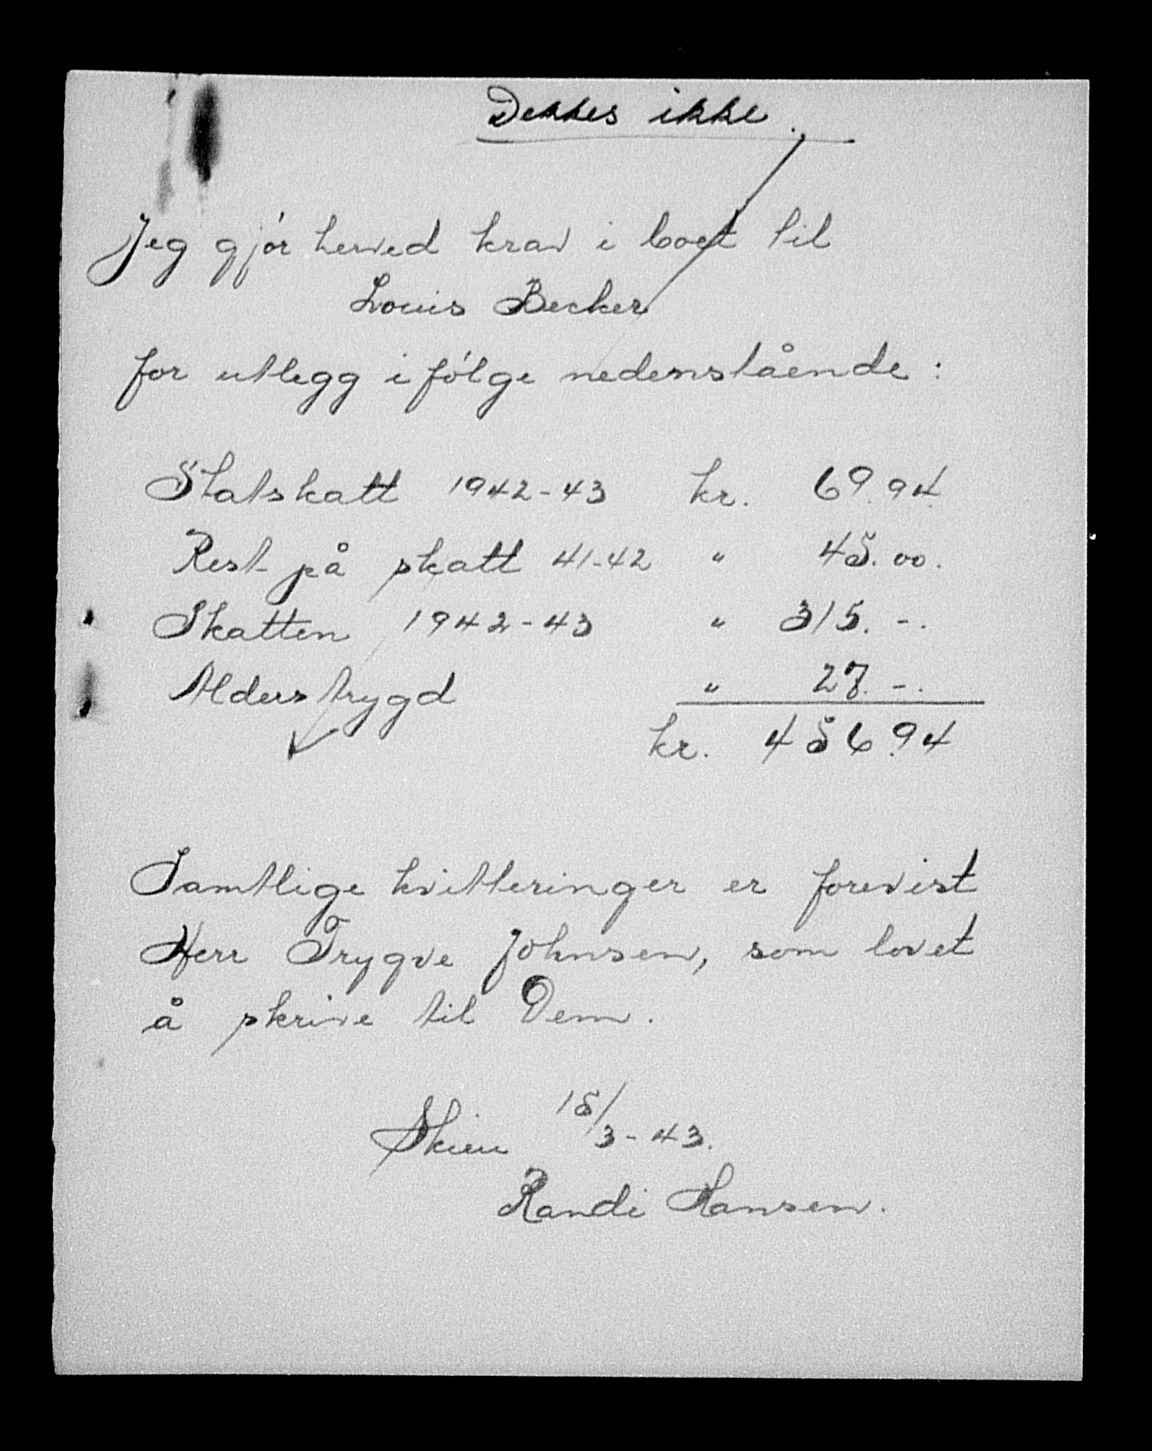 Dekkes ikke.
Jeg gjør herved krav i boet til
Louis Becker
for utlegg ifølge nedenstående:
Statskatt 1942-43 kr. 69.94
Rest på skatt 41-42 " 45.00.
Skatten 1942-43 " 315.-.
Alderstrygd " 27.-.
kr. 456.94
Samtlige kvitteringer er forevist
Herr Trygve Johnsen, som lovet
å skrive til Dem.
Skien 15/3-43.
Randi Hansen.